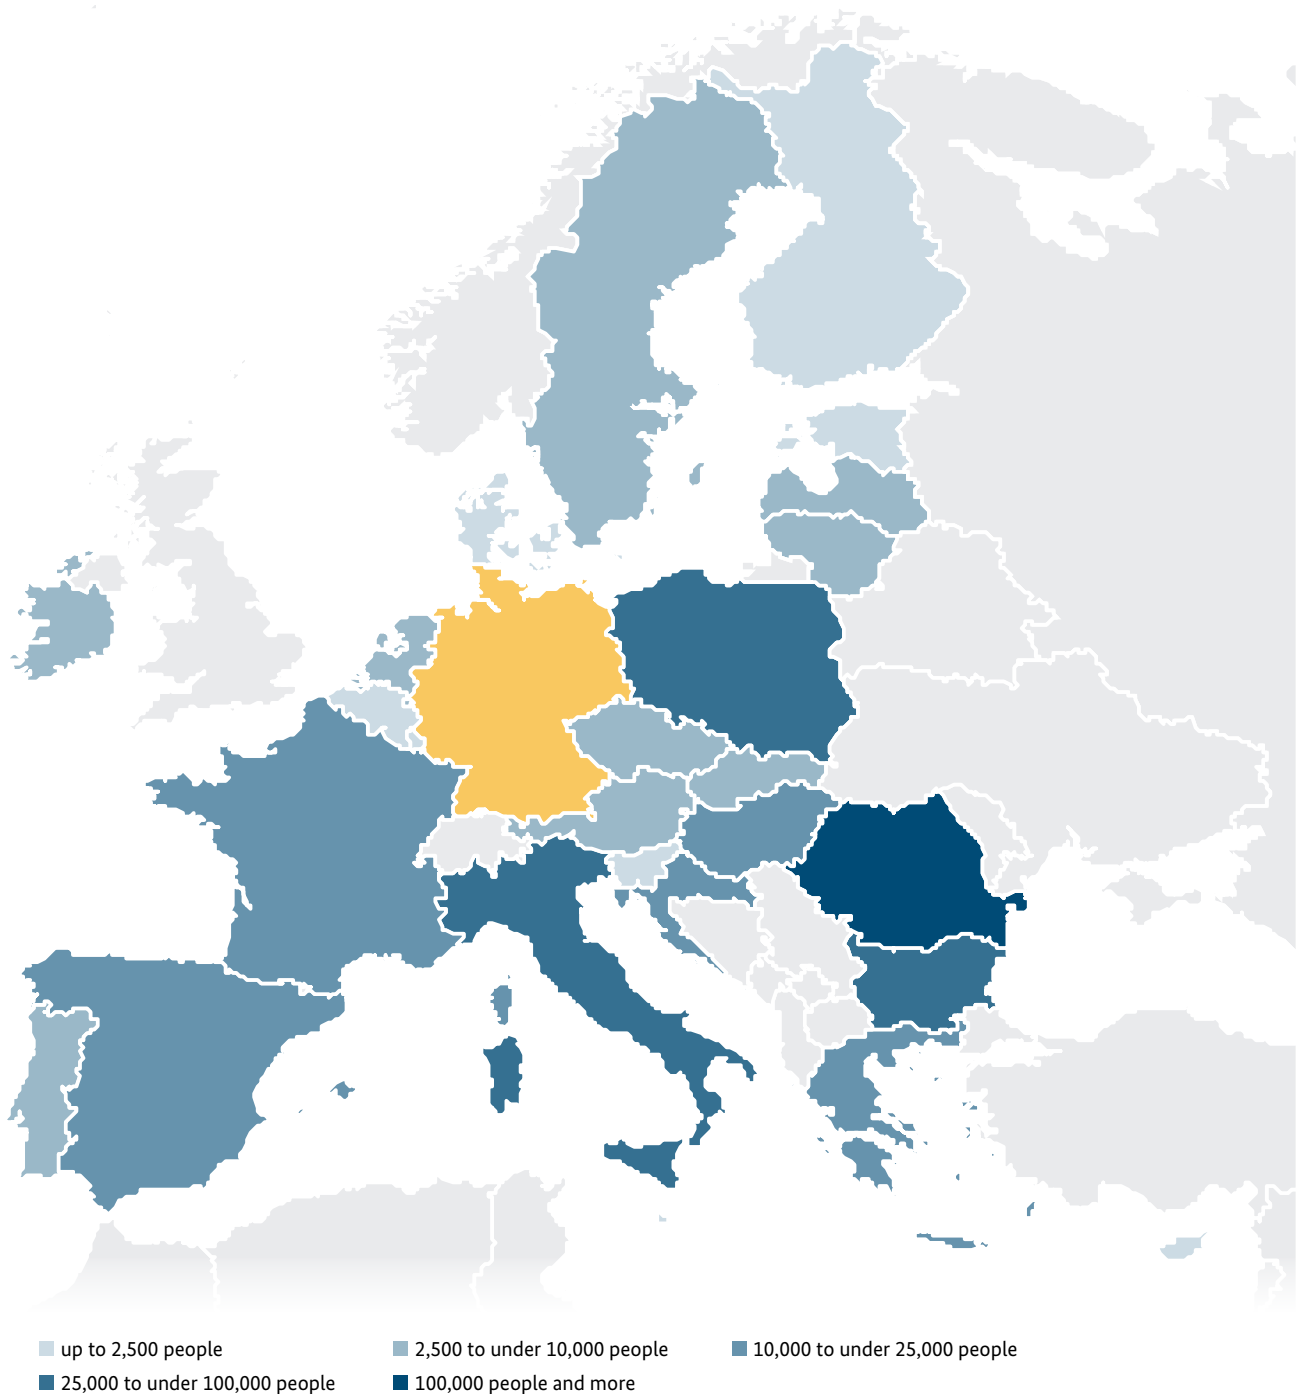 up to 2,500 people
2,500 to under 10,000 people
10,000 to under 25,000 people
25,000 to under 100,000 people
100,000 people and more